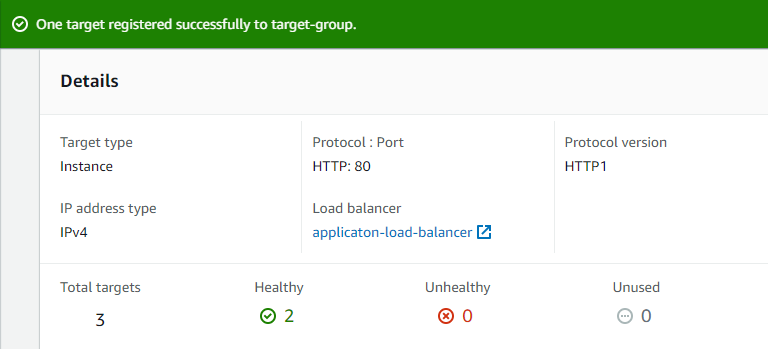 One target registered successfully to target-group.
Details
Target type
Protocol : Port
Protocol version
Instance
HTTP: 80
HTTP1
IP address type
Load balancer
IPv4
applicaton-load-balancer
Total targets
Healthy
Unhealthy
Unused
3
2
0
0